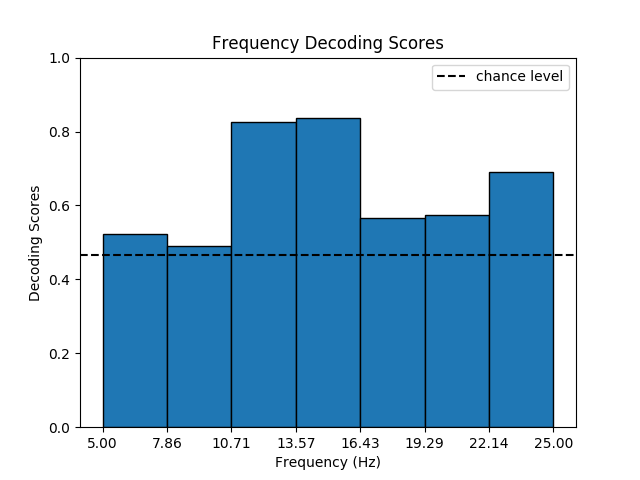 Frequency Decoding Scores
chance level
Decoding Scores
1.0
0.8
0.6
0.4
0.2
0.0
5.00 7.86 10.71 13.57 16.43 19.29 22.14 25.00
Frequency (Hz)